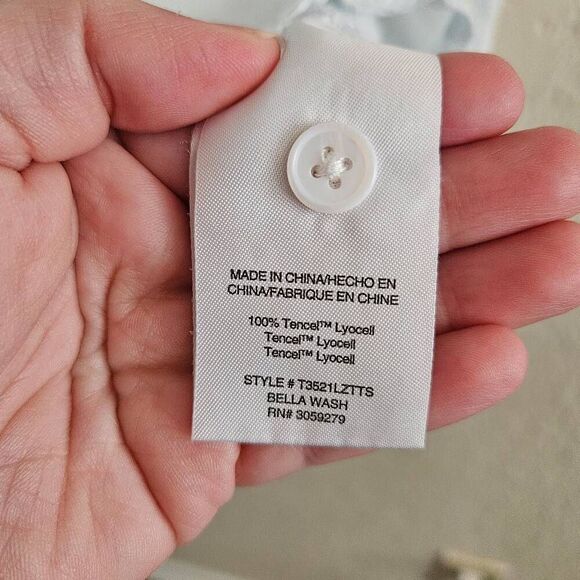 MADE IN CHINA/HECHO EN
CHINA/FABRIQUE EN CHINE
100% Tencel™ Lyocell
Tencel™ Lyocell
Tencel™ Lyocell
STYLE # T3521LZTTS
BELLA WASH
RN# 3059279